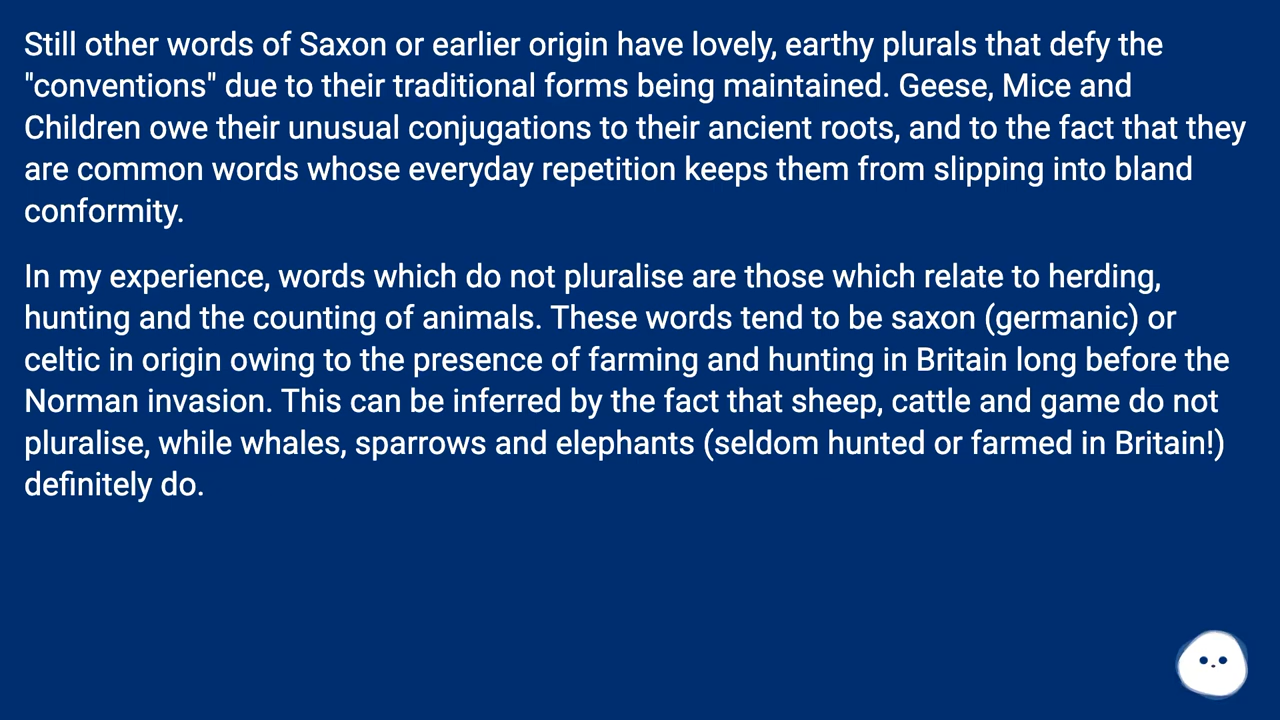 Still other words of Saxon or earlier origin have lovely, earthy plurals that defy the
"conventions" due to their traditional forms being maintained. Geese, Mice and
Children owe their unusual conjugations to their ancient roots, and to the fact that they
are common words whose everyday repetition keeps them from slipping into bland
conformity.
In my experience, words which do not pluralise are those which relate to herding,
hunting and the counting of animals. These words tend to be saxon (germanic) or
celtic in origin owing to the presence of farming and hunting in Britain long before the
Norman invasion. This can be inferred by the fact that sheep, cattle and game do not
pluralise, while whales, sparrows and elephants (seldom hunted or farmed in Britain!)
definitely do.